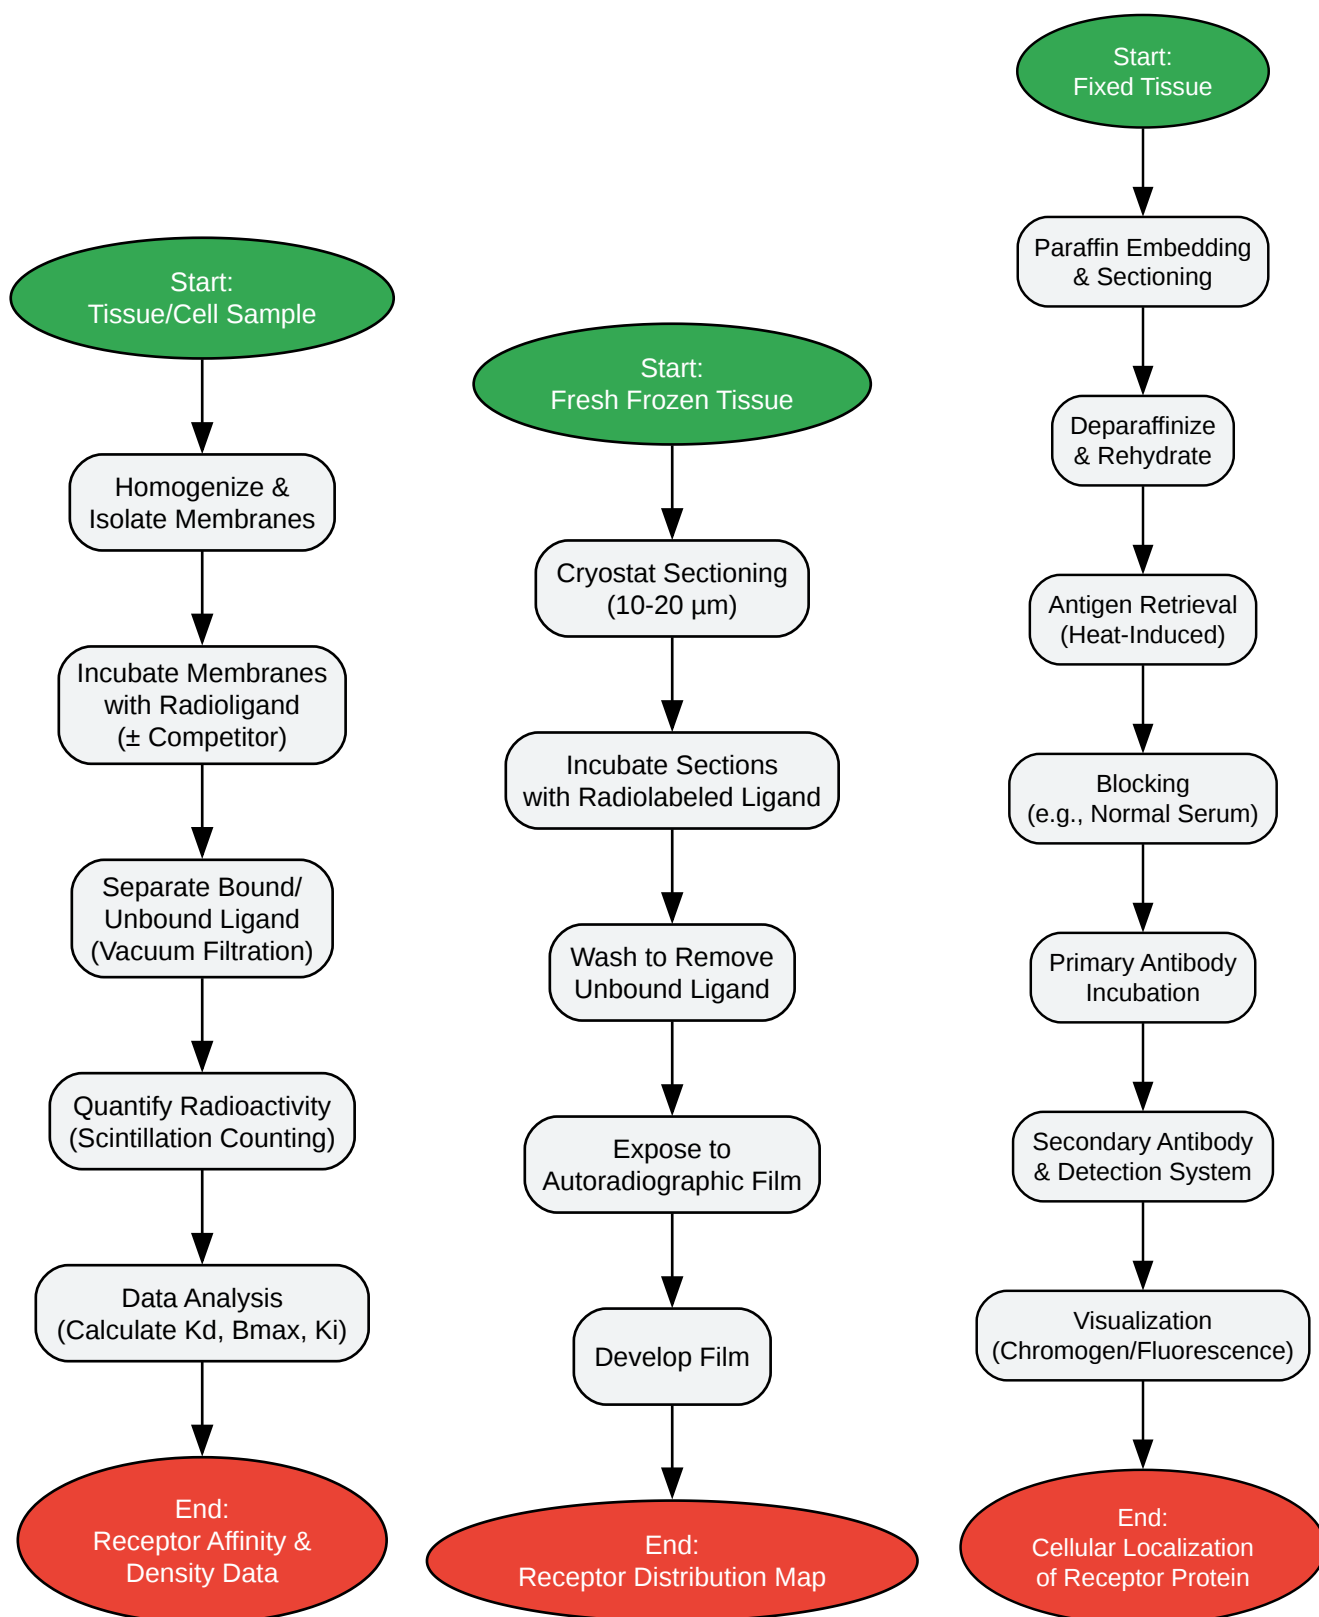 Start:
Tissue/Cell Sample
Homogenize &
Isolate Membranes
Incubate Membranes
with Radioligand
(± Competitor)
Separate Bound/
Unbound Ligand
(Vacuum Filtration)
Quantify Radioactivity
(Scintillation Counting)
Data Analysis
(Calculate Kd, Bmax, Ki)
End:
Receptor Affinity &
Density Data
Start:
Fresh Frozen Tissue
Cryostat Sectioning
(10-20 µm)
Incubate Sections
with Radiolabeled Ligand
Wash to Remove
Unbound Ligand
Expose to
Autoradiographic Film
Develop Film
End:
Receptor Distribution Map
Start:
Fixed Tissue
Paraffin Embedding
& Sectioning
Deparaffinize
& Rehydrate
Antigen Retrieval
(Heat-Induced)
Blocking
(e.g., Normal Serum)
Primary Antibody
Incubation
Secondary Antibody
& Detection System
Visualization
(Chromogen/Fluorescence)
End:
Cellular Localization
of Receptor Protein